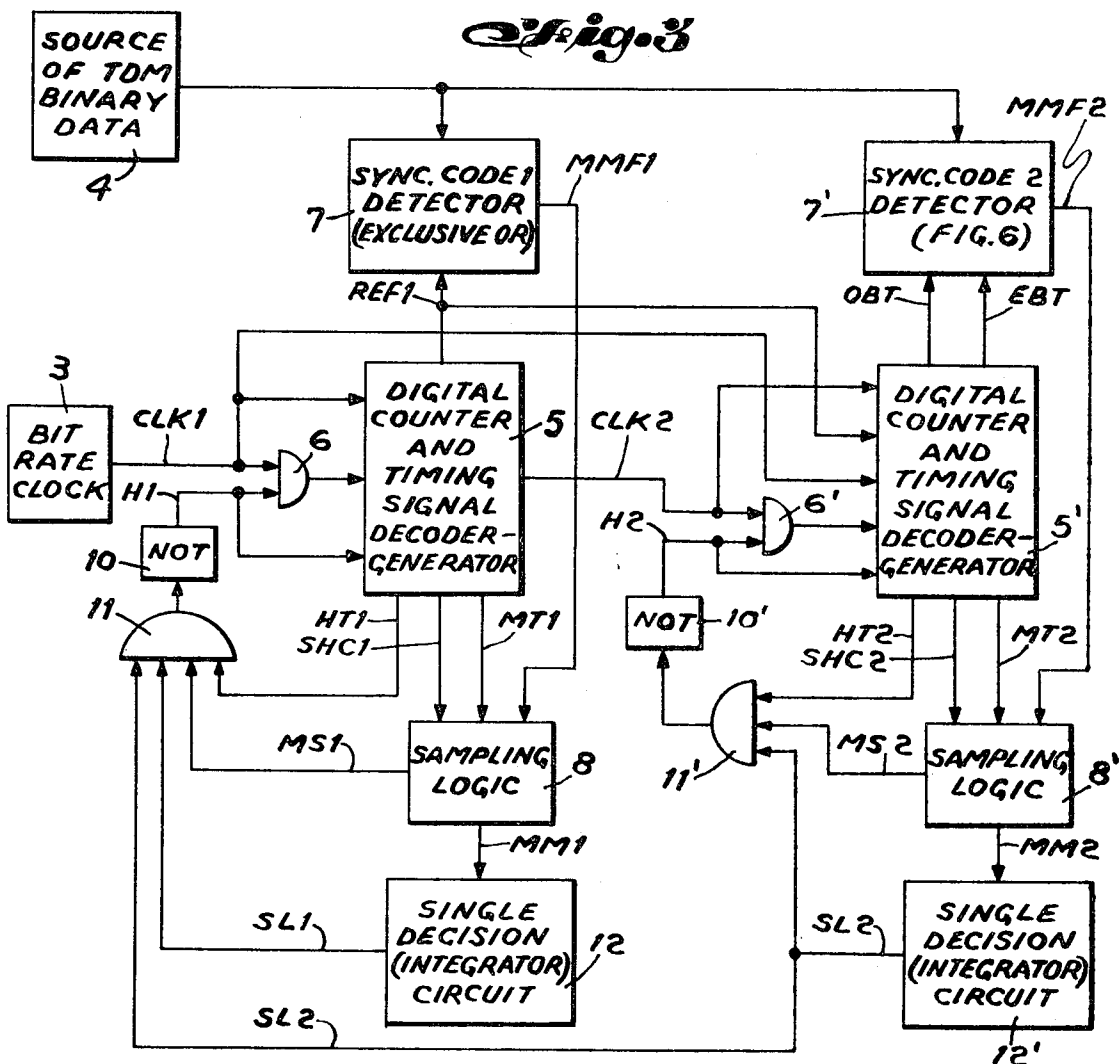 Fig. 3
SOURCE
OF TDM
BINARY
DATA
4
SYNC. CODE 1
DETECTOR
(EXCLUSIVE OR)
7
MMF1
MMF2
SYNC. CODE 2
DETECTOR
(FIG. 6)
7'
REF1
OBT
EBT
3
BIT
RATE
CLOCK
CLK1
6
H1
NOT
10
11
DIGITAL
COUNTER
AND
TIMING
SIGNAL
DECODER-
GENERATOR
5
CLK2
6'
H2
NOT
10'
DIGITAL
COUNTER
AND
TIMING
SIGNAL
DECODER-
GENERATOR
5'
HT1
SHC1
MT1
HT2
SHC2
MT2
MS1
SAMPLING
LOGIC
8
11'
MS2
SAMPLING
LOGIC
8'
MM1
MM2
SL1
SINGLE
DECISION
(INTEGRATOR)
CIRCUIT
12
SL2
SINGLE
DECISION
(INTEGRATOR)
CIRCUIT
12'
SL2